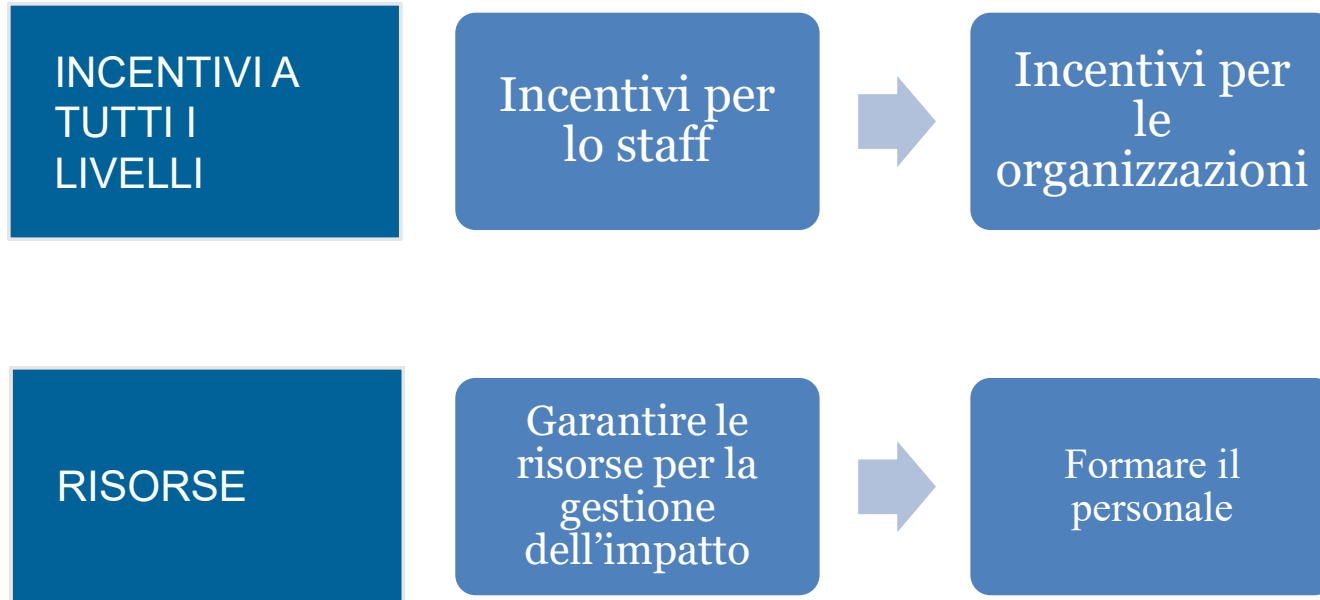 INCENTIVI A
TUTTI I
LIVELLI
Incentivi per
lo staff
Incentivi per
le
organizzazioni
RISORSE
Garantire le
risorse per la
gestione
dell’impatto
Formare il
personale